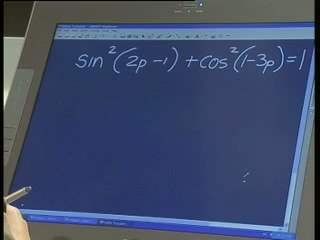 sin²(2p-1) + cos²(1-3p) = 1